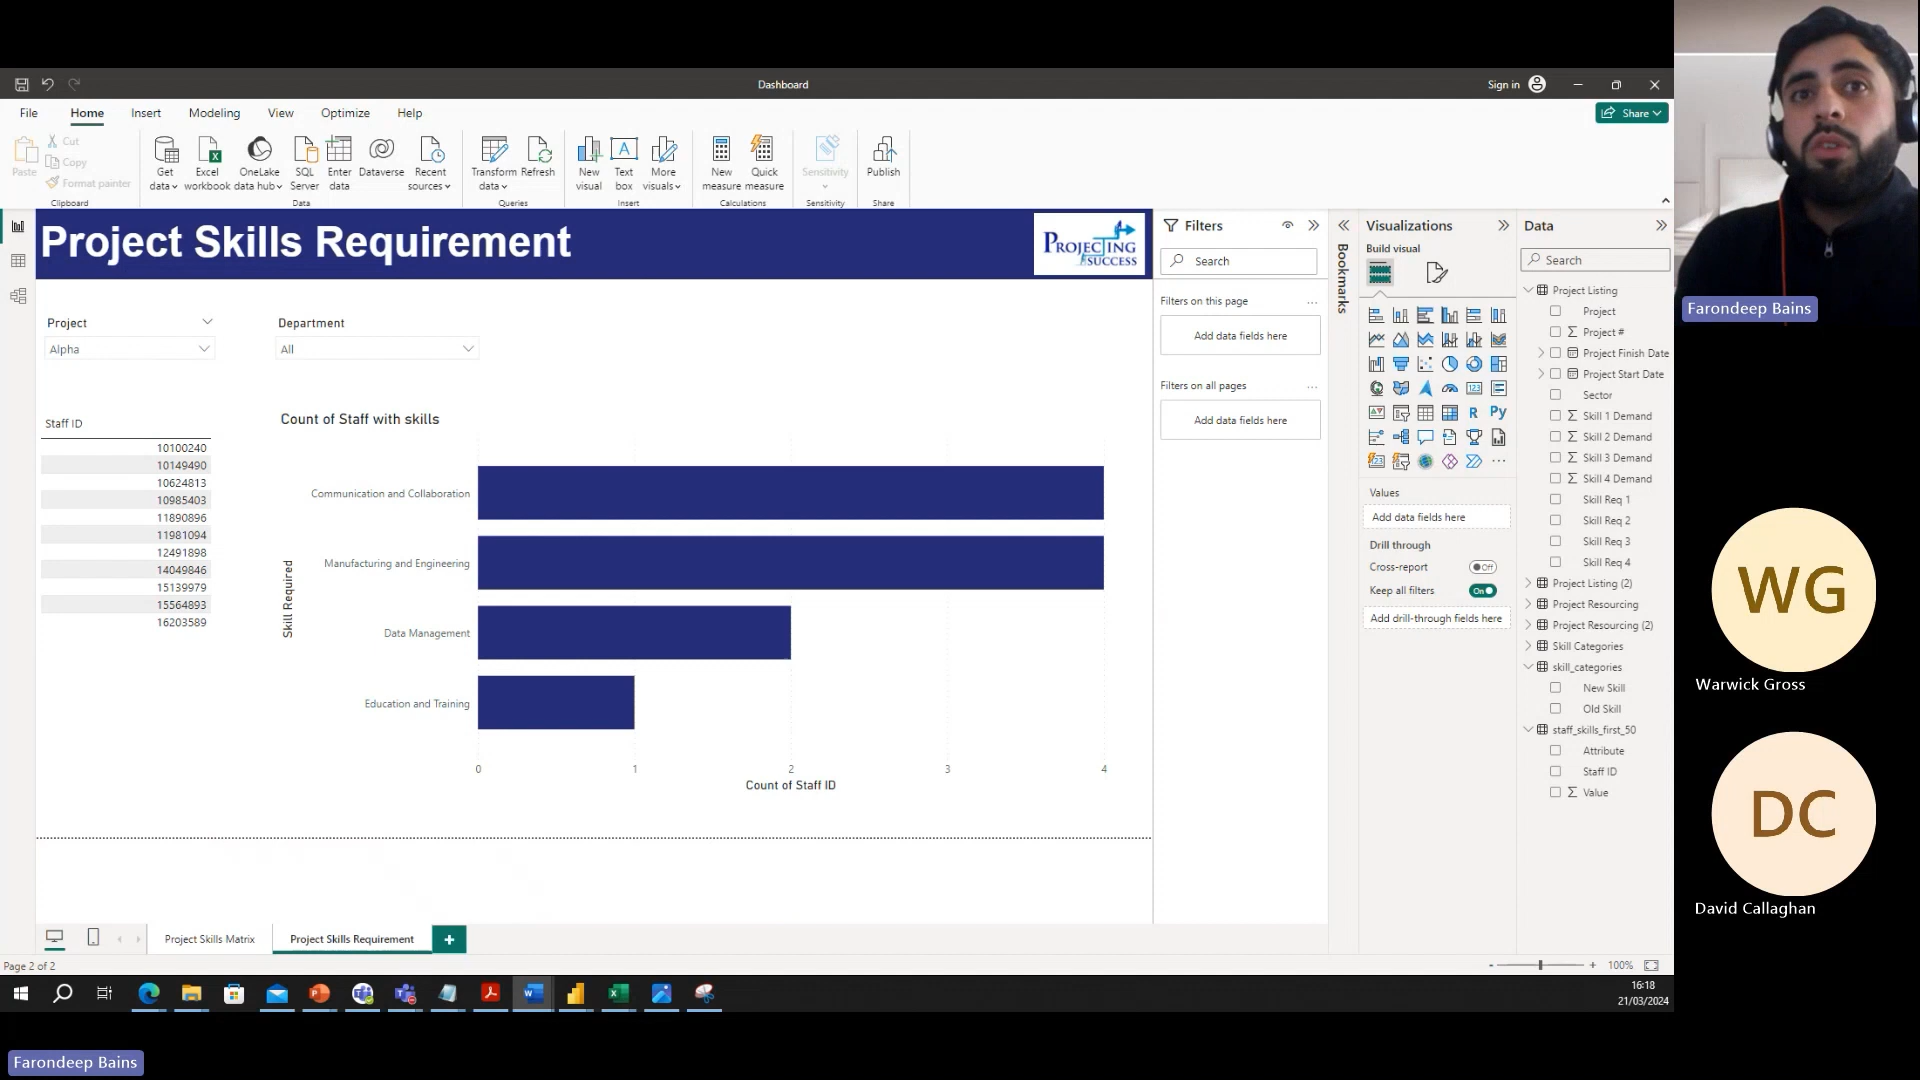 Dashboard
Sign in
File
Home
Insert
Modeling
View
Optimize
Help
Share
Paste
Cut
Copy
Format painter
Clipboard
Get data
Excel workbook
OneLake data hub
SQL Server
Enter data
Dataverse
Recent sources
Data
Transform data
Refresh
Queries
New visual
Text box
More visuals
Insert
New measure
Quick measure
Calculations
Sensitivity
Sensitivity
Publish
Share
Project Skills Requirement
PROJECTING
SUCCESS
Project
Alpha
Department
All
Staff ID
10100240
10149490
10624813
10985403
11890896
11981094
12491898
14049846
15139979
15564893
16203589
Count of Staff with skills
Skill Required
Communication and Collaboration
Manufacturing and Engineering
Data Management
Education and Training
0 1 2 3 4
Count of Staff ID
Filters
Search
Filters on this page
Add data fields here
Filters on all pages
Add data fields here
Bookmarks
Visualizations
Build visual
R
Py
123
Values
Add data fields here
Drill through
Cross-report
Off
Keep all filters
On
Add drill-through fields here
Data
Search
Project Listing
Project
Project #
Project Finish Date
Project Start Date
Sector
Skill 1 Demand
Skill 2 Demand
Skill 3 Demand
Skill 4 Demand
Skill Req 1
Skill Req 2
Skill Req 3
Skill Req 4
Project Listing (2)
Project Resourcing
Project Resourcing (2)
Skill Categories
skill_categories
New Skill
Old Skill
staff_skills_first_50
Attribute
Staff ID
Value
Project Skills Matrix
Project Skills Requirement
Page 2 of 2
100%
16:18
21/03/2024
Farondeep Bains
WG
Warwick Gross
DC
David Callaghan
Farondeep Bains